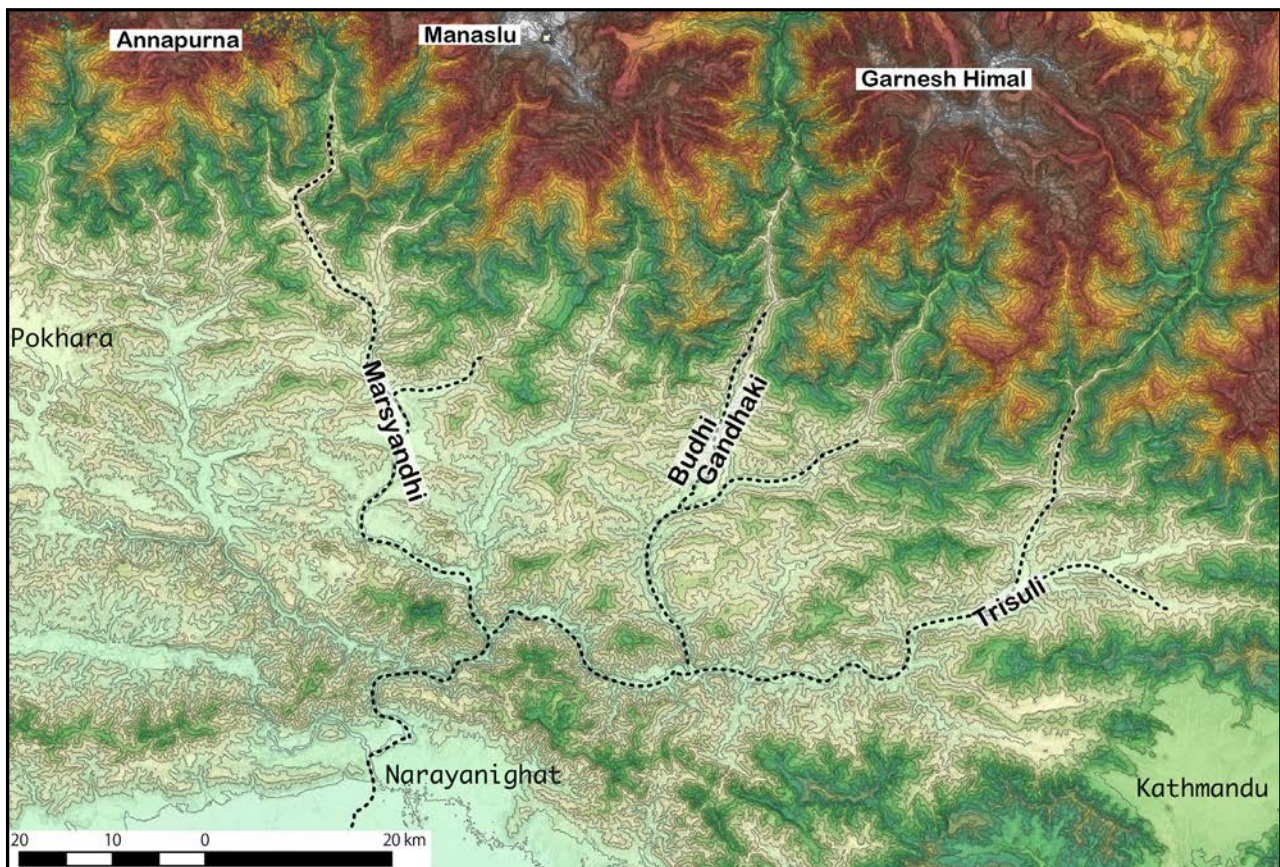 Annapurna
Manaslu
Garnesh Himal
Pokhara
Marsyandhi
Budhi
Gandhaki
Trisuli
Narayanighat
Kathmandu
20 10 0 20 km